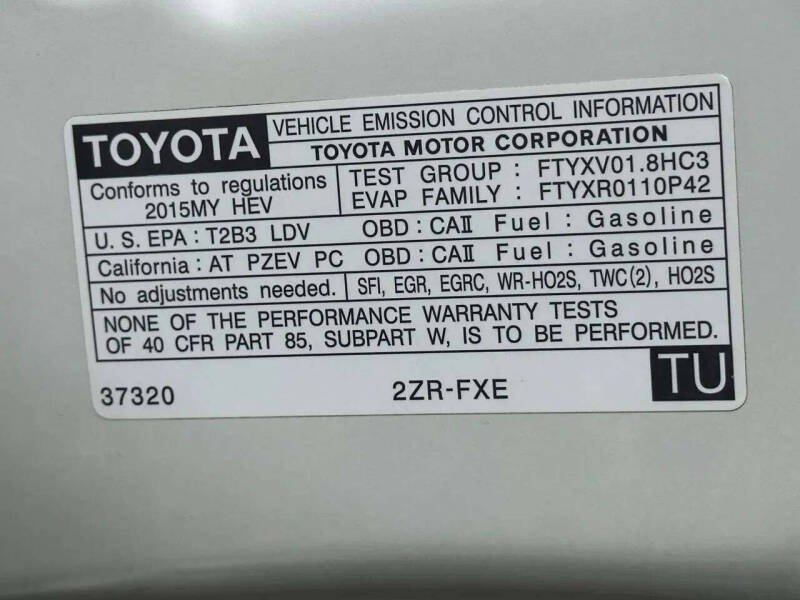 TOYOTA VEHICLE EMISSION CONTROL INFORMATION
TOYOTA MOTOR CORPORATION
Conforms to regulations
2015MY HEV
TEST GROUP : FTYXV01.8HC3
EVAP FAMILY : FTYXR0110P42
U. S. EPA : T2B3 LDV OBD : CAⅡ Fuel : Gasoline
California : AT PZEV PC OBD : CAⅡ Fuel : Gasoline
No adjustments needed. SFI, EGR, EGRC, WR-HO2S, TWC(2), HO2S
NONE OF THE PERFORMANCE WARRANTY TESTS
OF 40 CFR PART 85, SUBPART W, IS TO BE PERFORMED.
37320 2ZR-FXE TU